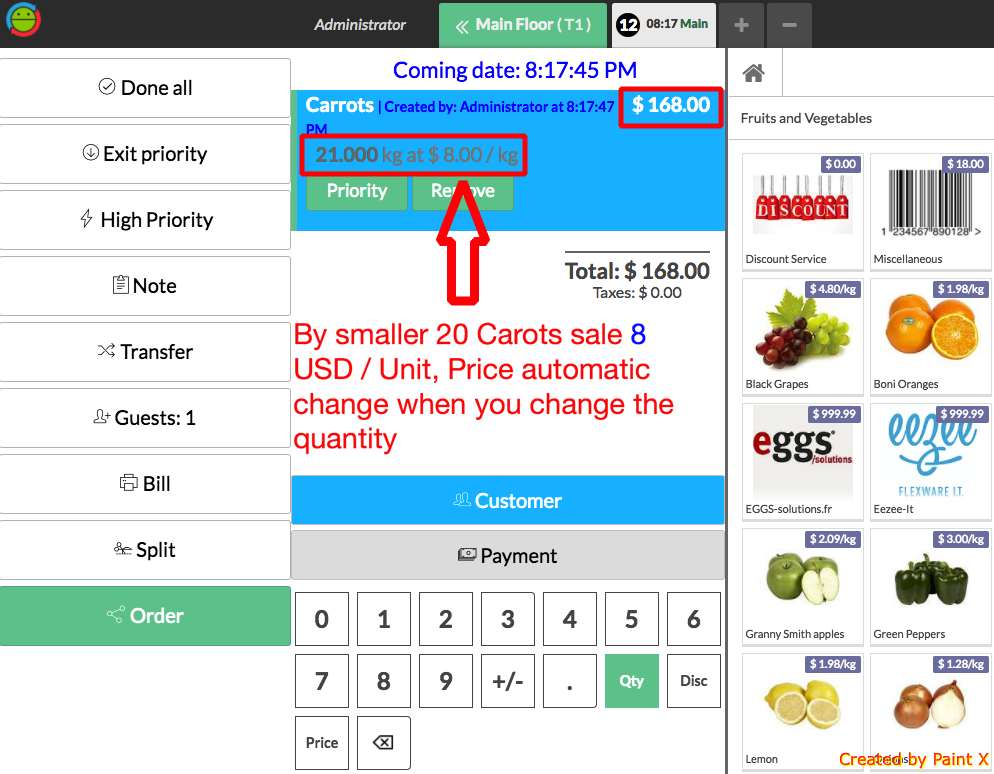 Administrator
Main Floor ( T1 )
12 08:17 Main
+
−
Done all
Exit priority
High Priority
Note
Transfer
Guests: 1
Bill
Split
Order
Coming date: 8:17:45 PM
Carrots | Created by: Administrator at 8:17:47 PM
$ 168.00
21.000 kg at $ 8.00 / kg
Priority
Remove
Total: $ 168.00
Taxes: $ 0.00
By smaller 20 Carots sale 8
USD / Unit, Price automatic
change when you change the
quantity
Customer
Payment
0 1 2 3 4 5 6
7 8 9 +/- . Qty Disc
Price
Fruits and Vegetables
$ 0.00
DISCOUNT
Discount Service
$ 18.00
1 234567 890128 >
Miscellaneous
$ 4.80/kg
Black Grapes
$ 1.98/kg
Boni Oranges
$ 999.99
eggs
/solutions
EGGS-solutions.fr
$ 999.99
eezee
FLEXWARE I.T.
Eezee-It
$ 2.09/kg
Granny Smith apples
$ 3.00/kg
Green Peppers
$ 1.98/kg
Lemon
$ 1.28/kg
Onions
Created by Paint X